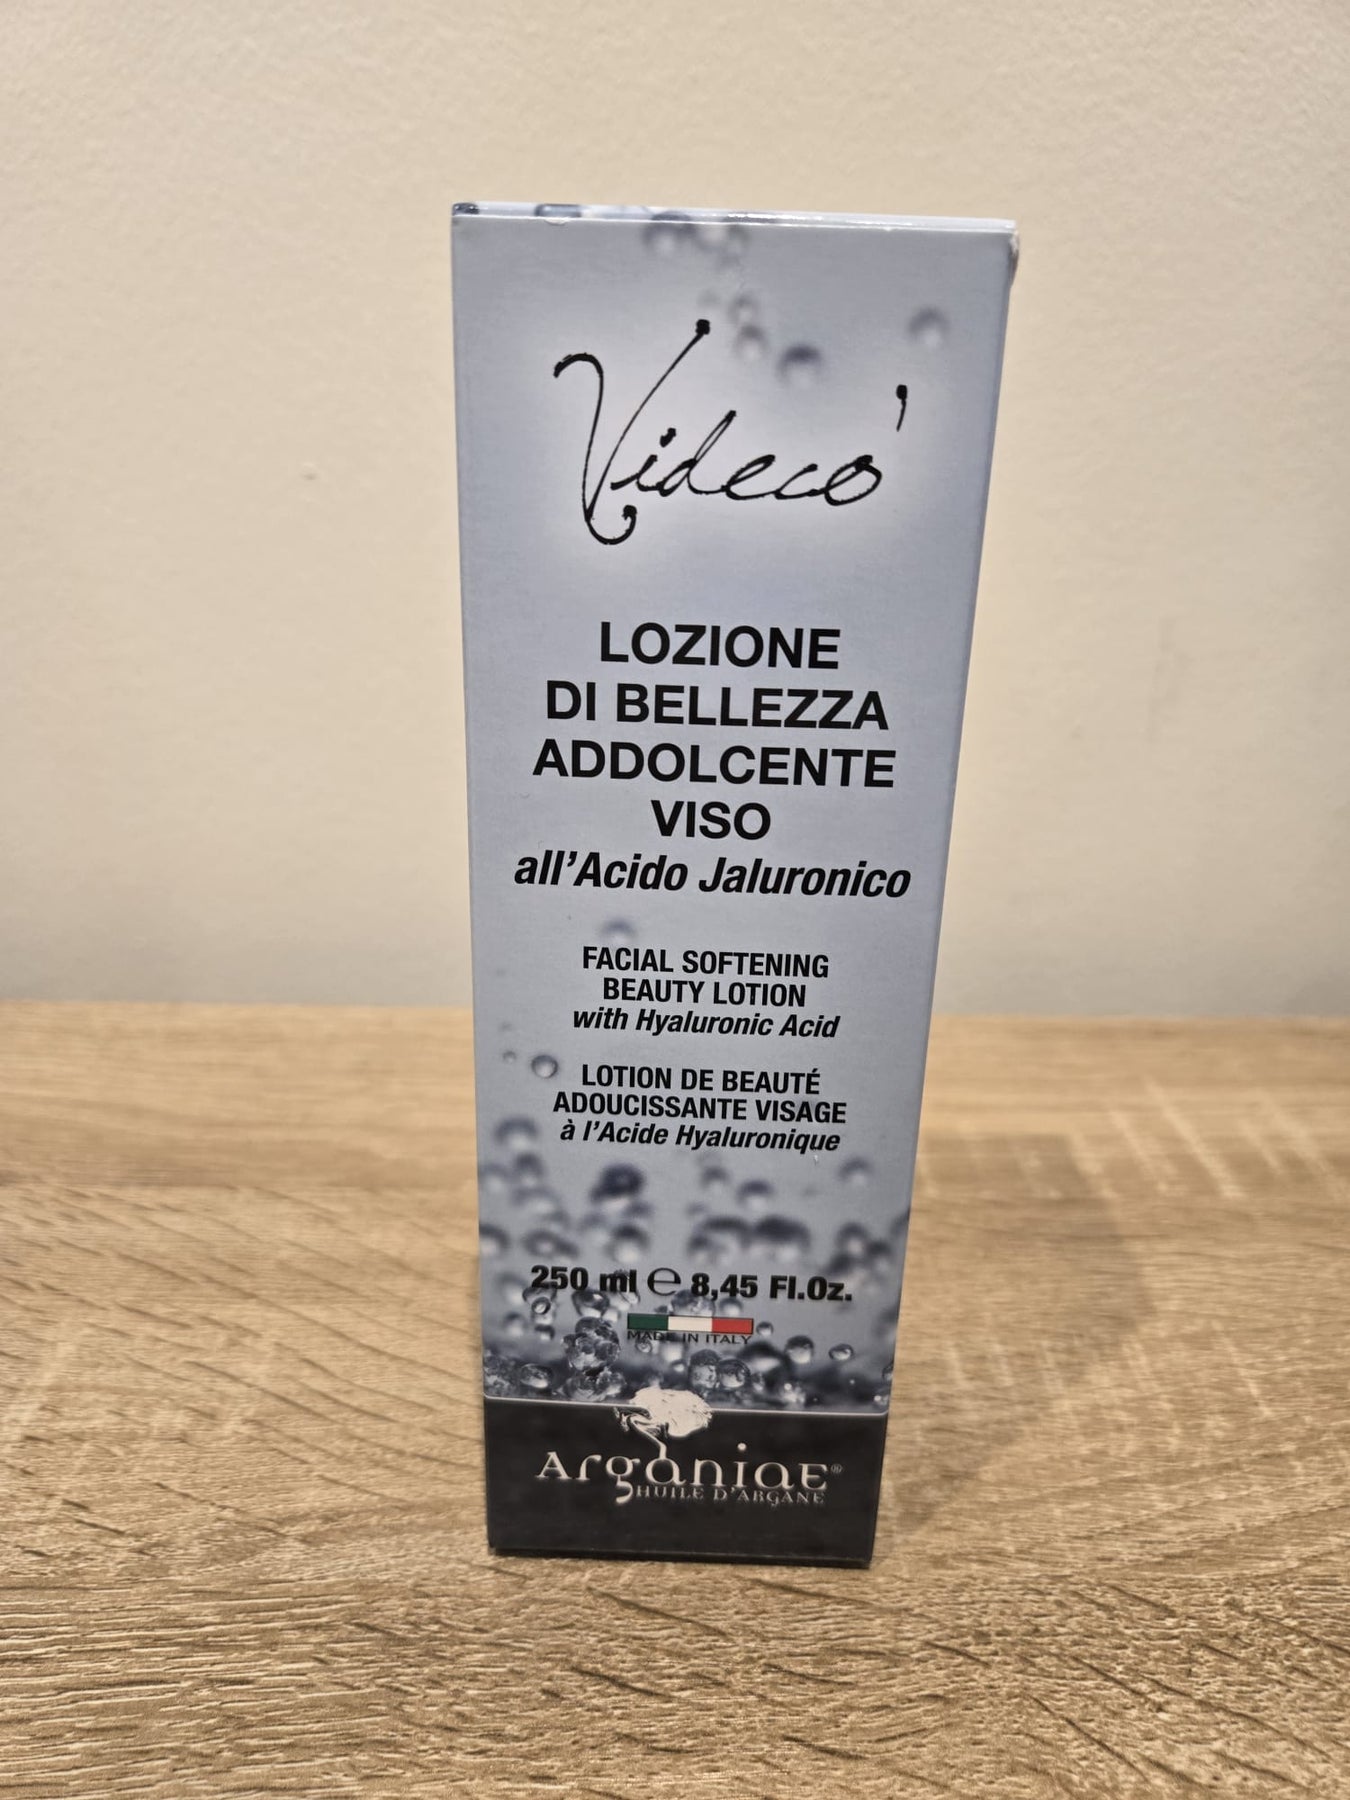 Videco'
LOZIONE
DI BELLEZZA
ADDOLCENTE
VISO
all'Acido Jaluronico
FACIAL SOFTENING
BEAUTY LOTION
with Hyaluronic Acid
LOTION DE BEAUTÉ
ADOUCISSANTE VISAGE
à l'Acide Hyaluronique
250 ml ℮ 8,45 Fl.Oz.
MADE IN ITALY
Arganiae®
HUILE D'ARGANE